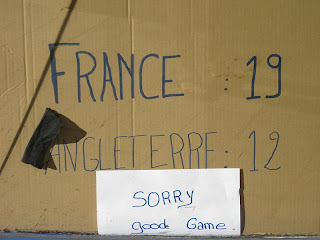 FRANCE : 19
ANGLETERRE : 12
SORRY
good Game.